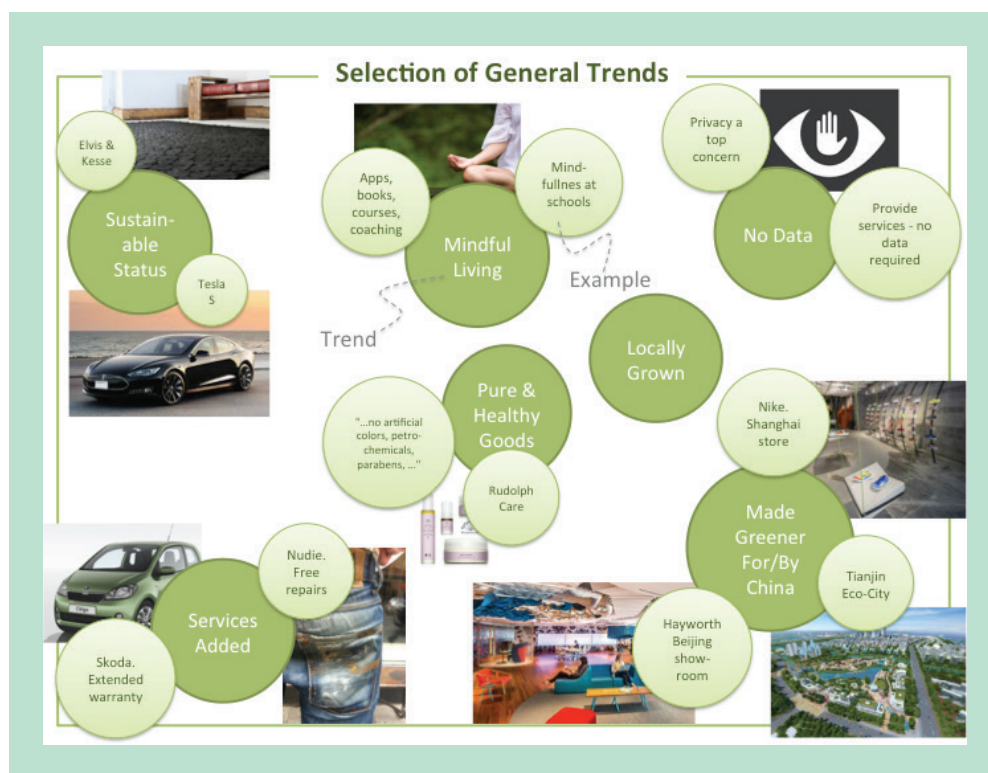 Selection of General Trends
Elvis &
Kesse
Sustain-
able
Status
Tesla
S
Apps,
books,
courses,
coaching
Mind-
fullnes at
schools
Mindful
Living
Trend
Example
Privacy a
top
concern
No Data
Provide
services - no
data
required
Locally
Grown
Pure &
Healthy
Goods
"...no artificial
colors, petro-
chemicals,
parabens, ..."
Rudolph
Care
Nike.
Shanghai
store
Made
Greener
For/By
China
Tianjin
Eco-City
Hayworth
Beijing
show-
room
Nudie.
Free
repairs
Services
Added
Skoda.
Extended
warranty